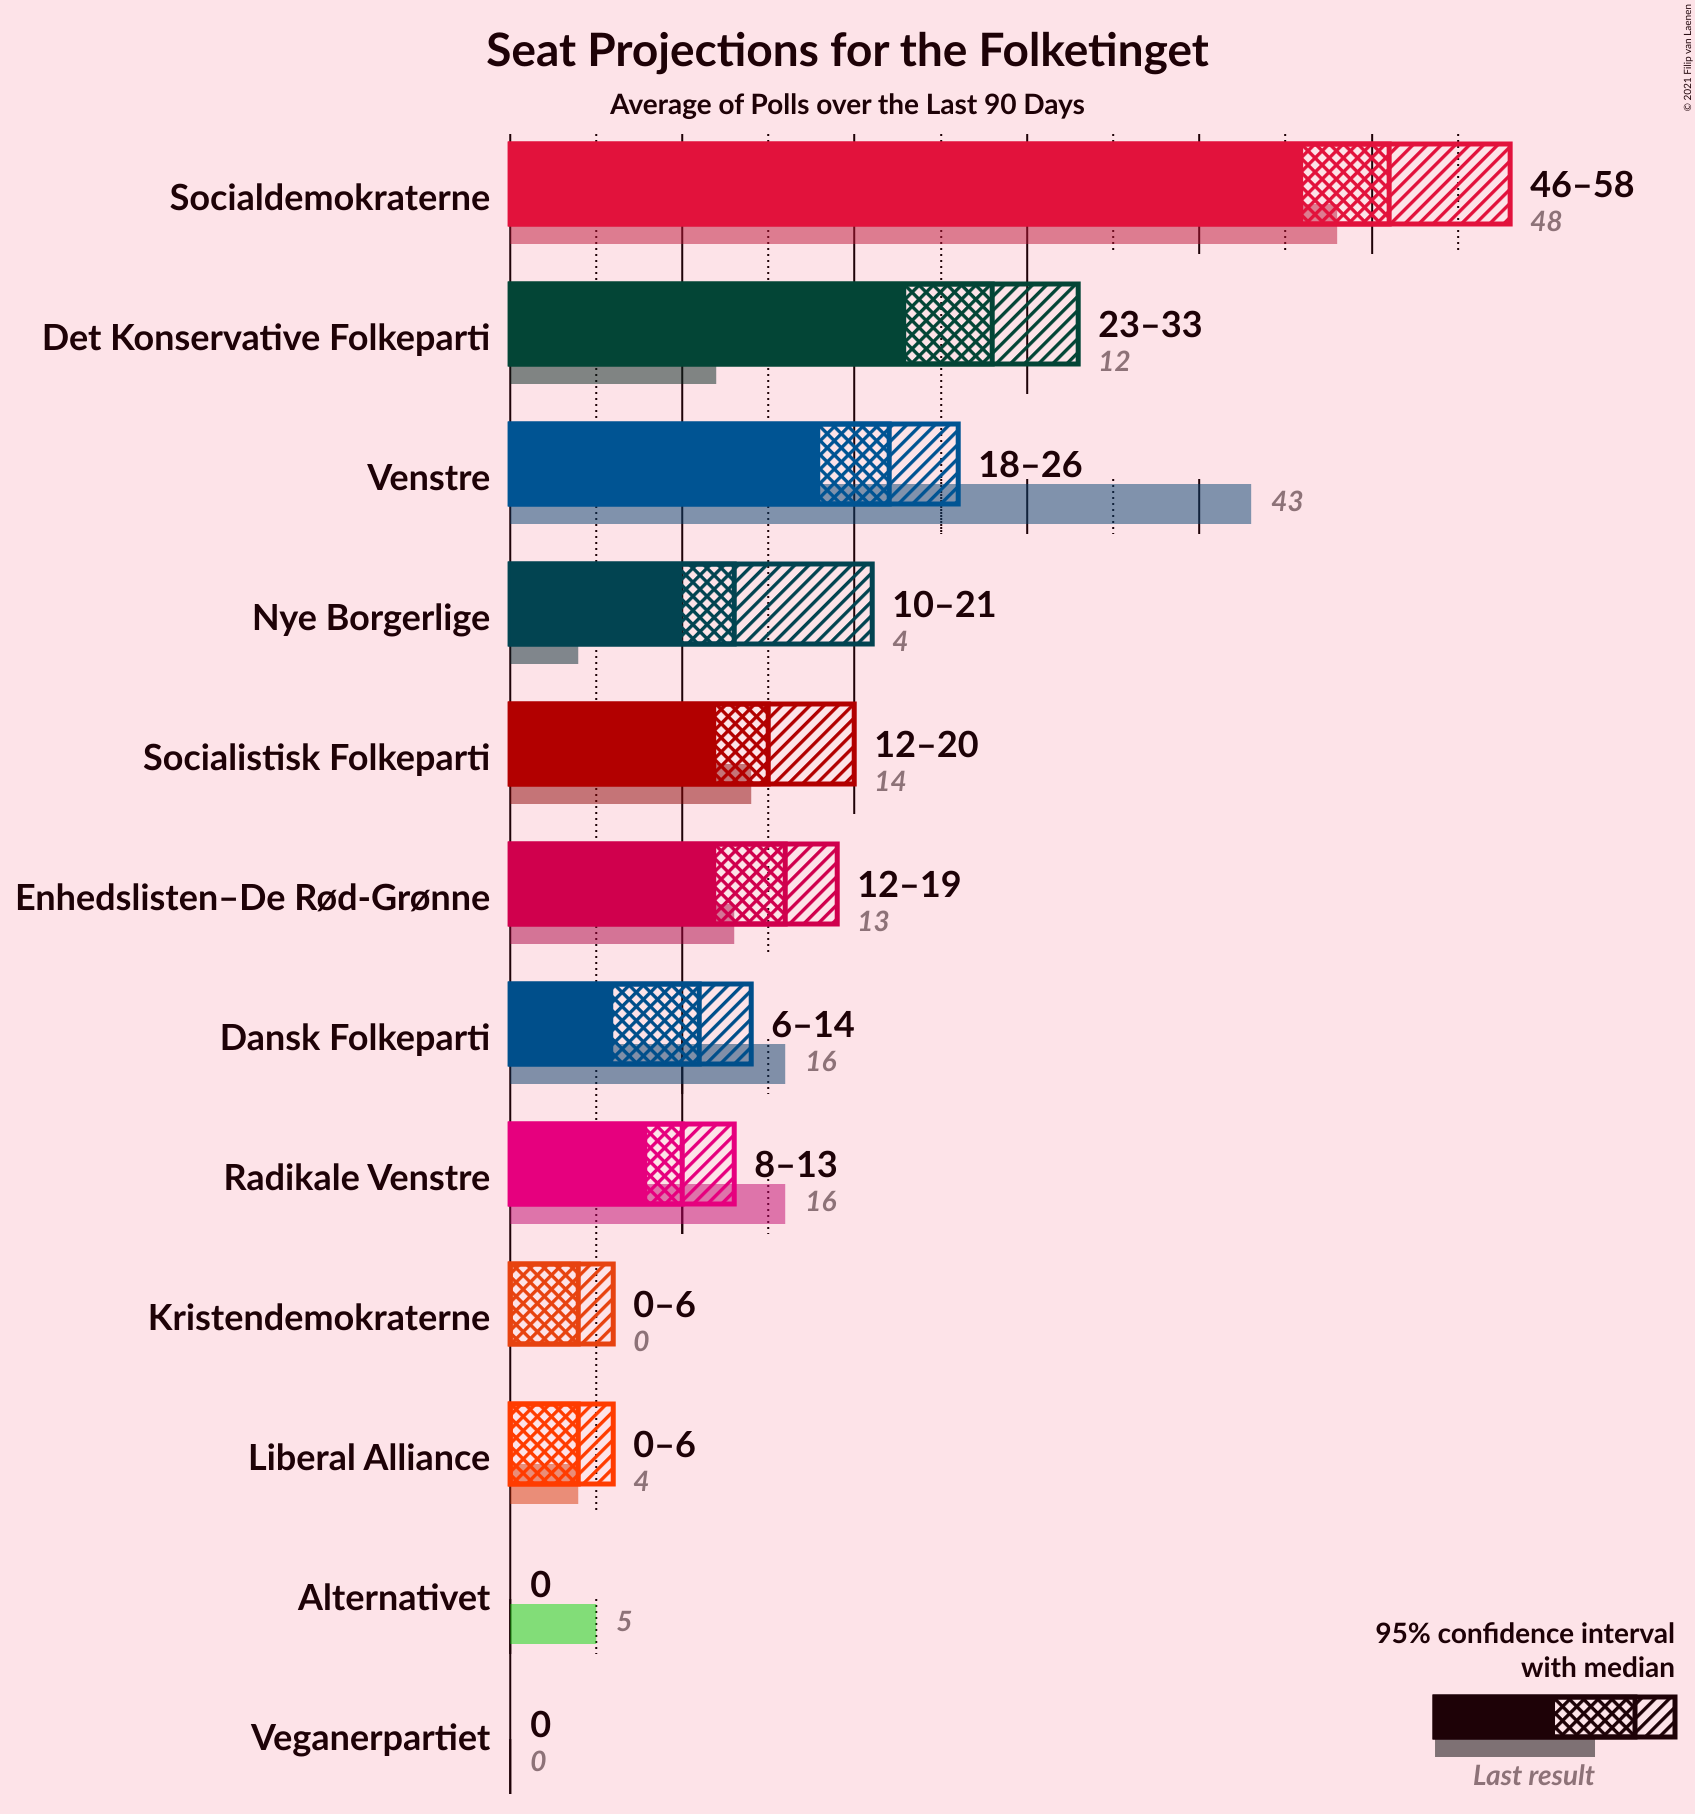 Seat Projections for the Folketinget
Average of Polls over the Last 90 Days
© 2021 Filip van Laenen
Socialdemokraterne
46–58
48
Det Konservative Folkeparti
23–33
12
Venstre
18–26
43
Nye Borgerlige
10–21
4
Socialistisk Folkeparti
12–20
14
Enhedslisten–De Rød-Grønne
12–19
13
Dansk Folkeparti
6–14
16
Radikale Venstre
8–13
16
Kristendemokraterne
0–6
0
Liberal Alliance
0–6
4
Alternativet
0
5
Veganerpartiet
0
0
95% confidence interval
with median
Last result